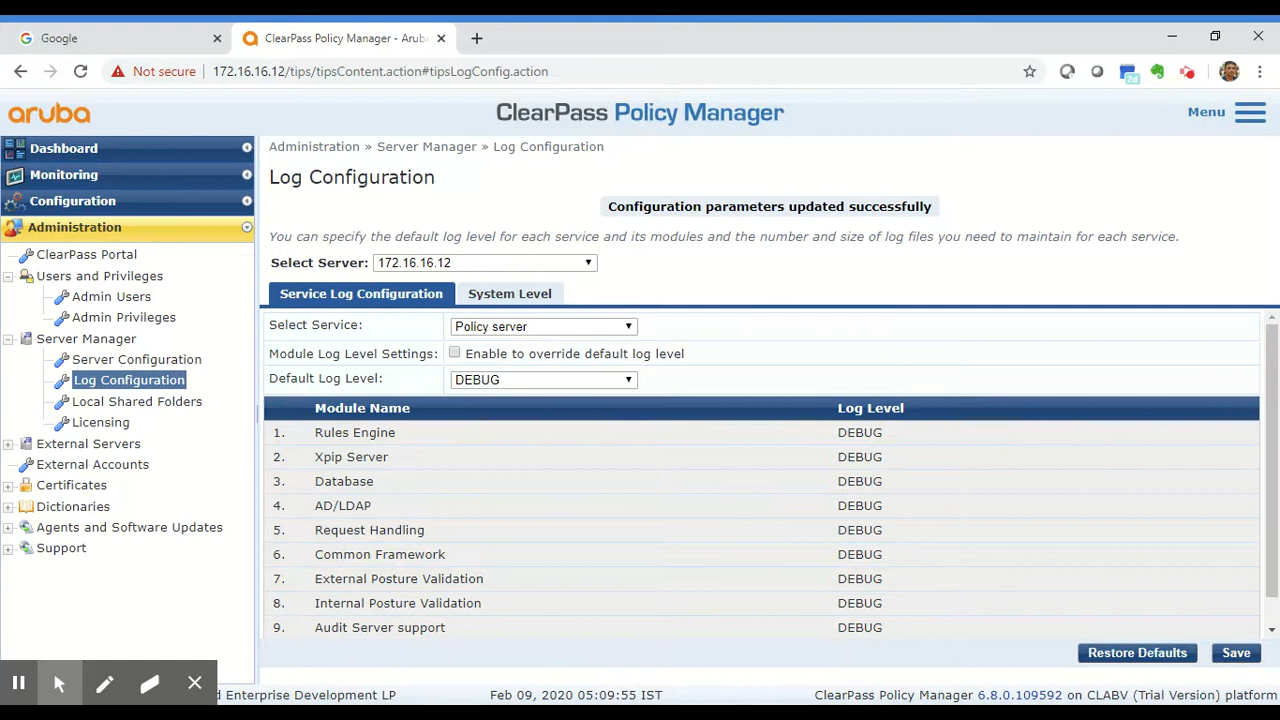 Google
ClearPass Policy Manager - Arub
Not secure
172.16.16.12/tips/tipsContent.action#tipsLogConfig.action
aruba
ClearPass Policy Manager
Menu
Dashboard
Monitoring
Configuration
Administration
ClearPass Portal
Users and Privileges
Admin Users
Admin Privileges
Server Manager
Server Configuration
Log Configuration
Local Shared Folders
Licensing
External Servers
External Accounts
Certificates
Dictionaries
Agents and Software Updates
Support
Administration » Server Manager » Log Configuration
Log Configuration
Configuration parameters updated successfully
You can specify the default log level for each service and its modules and the number and size of log files you need to maintain for each service.
Select Server: 172.16.16.12
Service Log Configuration System Level
Select Service: Policy server
Module Log Level Settings: Enable to override default log level
Default Log Level: DEBUG
Module Name Log Level
1. Rules Engine DEBUG
2. Xpip Server DEBUG
3. Database DEBUG
4. AD/LDAP DEBUG
5. Request Handling DEBUG
6. Common Framework DEBUG
7. External Posture Validation DEBUG
8. Internal Posture Validation DEBUG
9. Audit Server support DEBUG
Restore Defaults Save
d Enterprise Development LP Feb 09, 2020 05:09:55 IST ClearPass Policy Manager 6.8.0.109592 on CLABV (Trial Version) platform